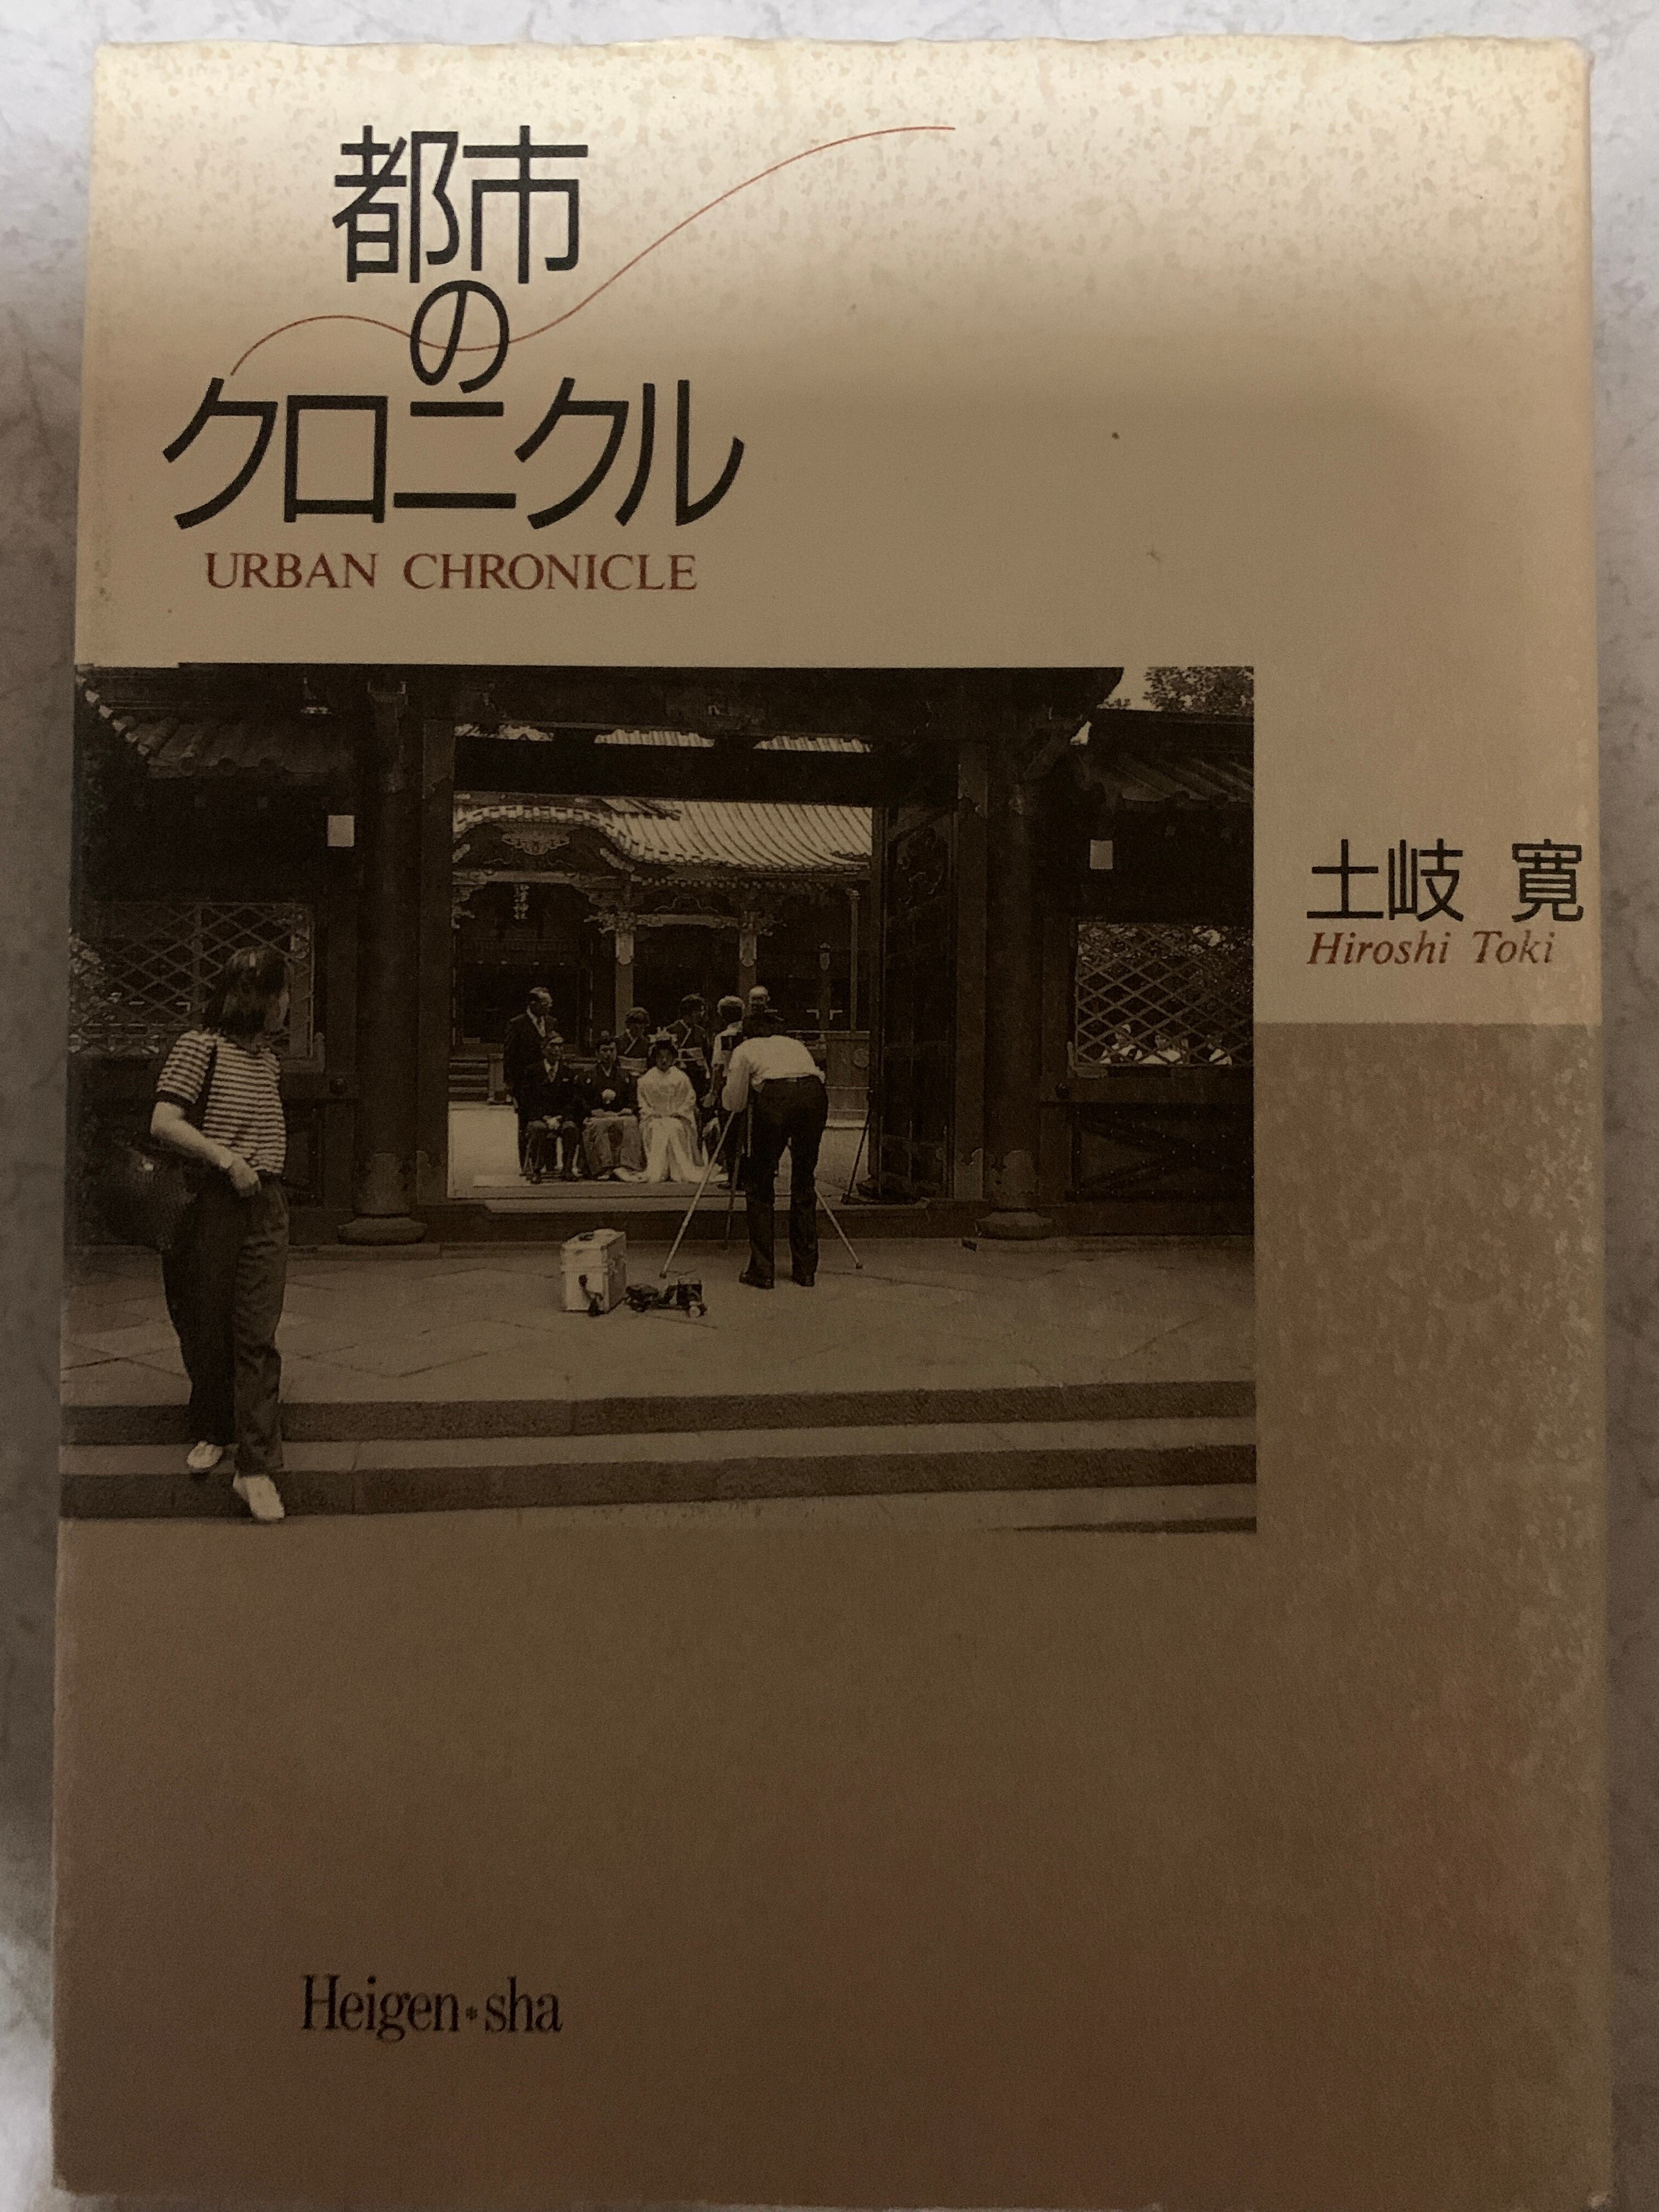 都市
の
クロニクル
URBAN CHRONICLE
土岐 寛
Hiroshi Toki
Heigen*sha